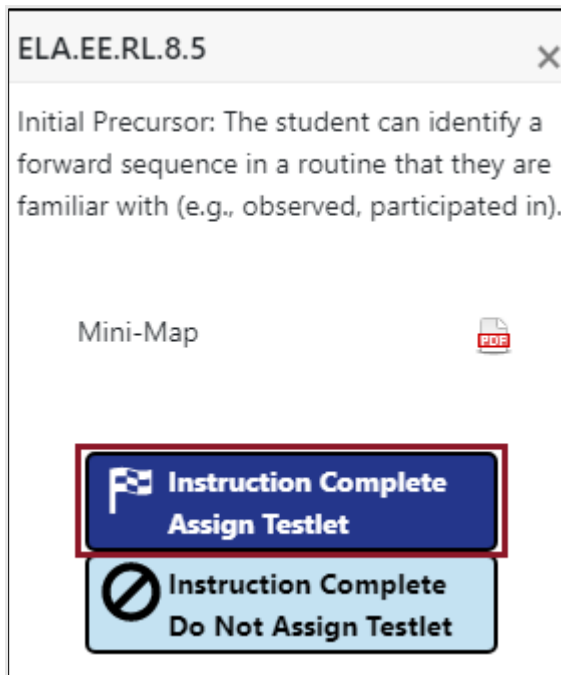 ELA.EE.RL.8.5
Initial Precursor: The student can identify a
forward sequence in a routine that they are
familiar with (e.g., observed, participated in).
Mini-Map
PDF
Instruction Complete
Assign Testlet
Instruction Complete
Do Not Assign Testlet